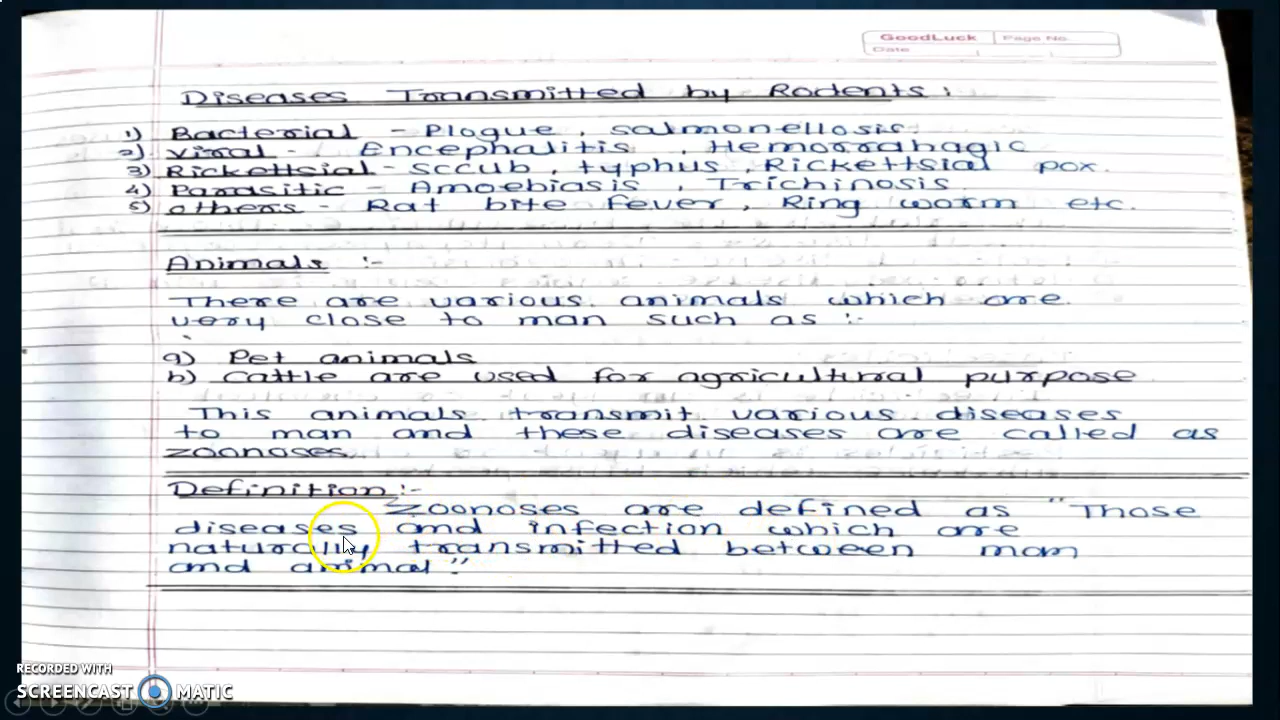 GoodLuck Page No.
Date
Diseases Transmitted by Rodents:
1) Bacterial - Plague, salmonellosis.
2) Viral - Encephalitis, Hemorrahagic
3) Rickettsial - Sccub, typhus, Rickettsial pox.
4) Parasitic - Amoebiasis, Trichinosis.
5) others - Rat bite fever, Ring worm etc.
Animals :-
There are various animals which are
very close to man such as :-
a) Pet animals
b) Cattle are used for agricultural purpose
This animals transmit various diseases
to man and these diseases are called as
zoonoses.
Definition :-
Zoonoses are defined as "Those
diseases and infection which are
naturally transmitted between man
and animal."
RECORDED WITH
SCREENCAST MATIC